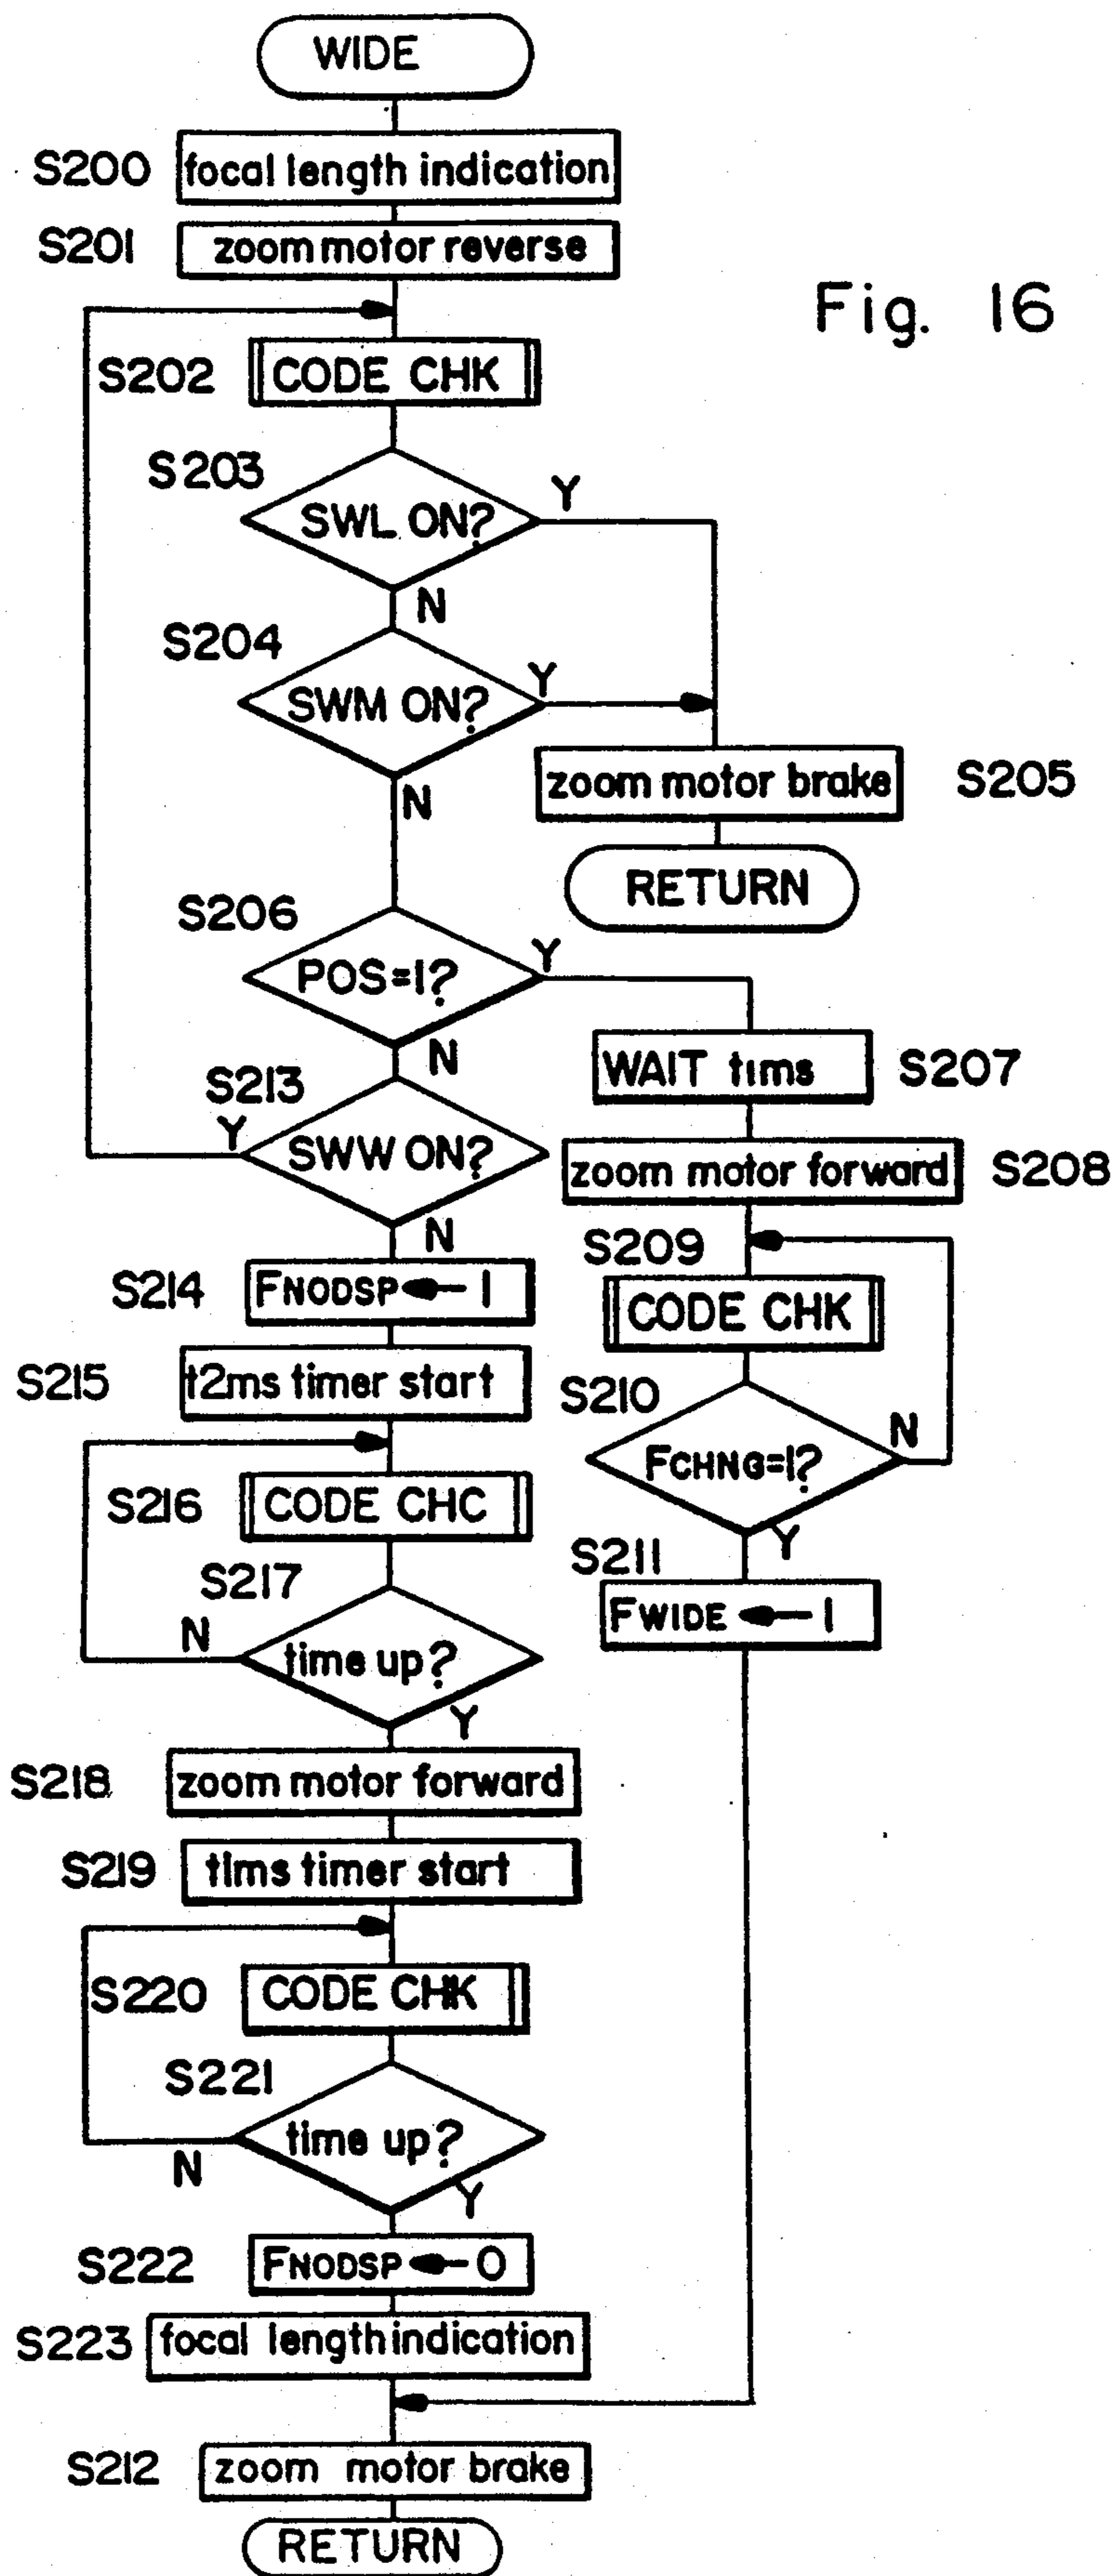 WIDE
S200 focal length indication
S201 zoom motor reverse
Fig. 16
S202 CODE CHK
S203 SWL ON? Y
N
S204 SWM ON? Y
N
zoom motor brake S205
RETURN
S206 POS=1? Y
N
WAIT t1ms S207
S213 Y SWW ON?
N
zoom motor forward S208
S209 CODE CHK
S214 FNODSP ← 1
S215 t2ms timer start
S210 FCHNG=1? N
Y
S216 CODE CHC
S211 FWIDE ← 1
S217 N time up?
Y
S218 zoom motor forward
S219 t1ms timer start
S220 CODE CHK
S221 time up?
N Y
S222 FNODSP ← 0
S223 focal length indication
S212 zoom motor brake
RETURN